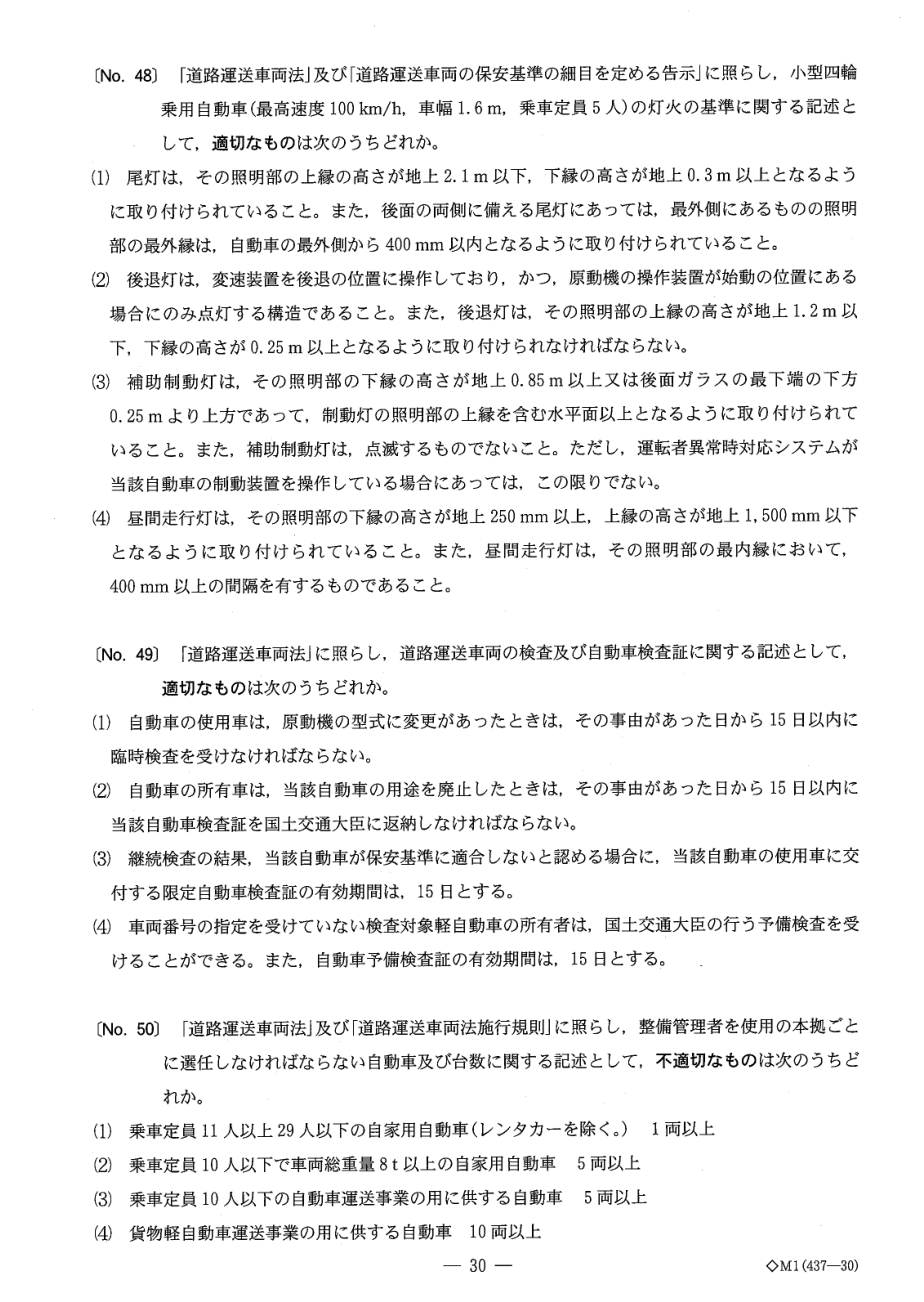 〔No. 48〕 「道路運送車両法」及び「道路運送車両の保安基準の細目を定める告示」に照らし，小型四輪
乗用自動車(最高速度 100 km/h，車幅 1.6 m，乗車定員 5 人)の灯火の基準に関する記述と
して，適切なものは次のうちどれか。
⑴ 尾灯は，その照明部の上縁の高さが地上 2.1 m 以下，下縁の高さが地上 0.3 m 以上となるよう
に取り付けられていること。また，後面の両側に備える尾灯にあっては，最外側にあるものの照明
部の最外縁は，自動車の最外側から 400 mm 以内となるように取り付けられていること。
⑵ 後退灯は，変速装置を後退の位置に操作しており，かつ，原動機の操作装置が始動の位置にある
場合にのみ点灯する構造であること。また，後退灯は，その照明部の上縁の高さが地上 1.2 m 以
下，下縁の高さが 0.25 m 以上となるように取り付けられなければならない。
⑶ 補助制動灯は，その照明部の下縁の高さが地上 0.85 m 以上又は後面ガラスの最下端の下方
0.25 m より上方であって，制動灯の照明部の上縁を含む水平面以上となるように取り付けられて
いること。また，補助制動灯は，点滅するものでないこと。ただし，運転者異常時対応システムが
当該自動車の制動装置を操作している場合にあっては，この限りでない。
⑷ 昼間走行灯は，その照明部の下縁の高さが地上 250 mm 以上，上縁の高さが地上 1,500 mm 以下
となるように取り付けられていること。また，昼間走行灯は，その照明部の最内縁において，
400 mm 以上の間隔を有するものであること。
〔No. 49〕 「道路運送車両法」に照らし，道路運送車両の検査及び自動車検査証に関する記述として，
適切なものは次のうちどれか。
⑴ 自動車の使用車は，原動機の型式に変更があったときは，その事由があった日から 15 日以内に
臨時検査を受けなければならない。
⑵ 自動車の所有車は，当該自動車の用途を廃止したときは，その事由があった日から 15 日以内に
当該自動車検査証を国土交通大臣に返納しなければならない。
⑶ 継続検査の結果，当該自動車が保安基準に適合しないと認める場合に，当該自動車の使用車に交
付する限定自動車検査証の有効期間は，15 日とする。
⑷ 車両番号の指定を受けていない検査対象軽自動車の所有者は，国土交通大臣の行う予備検査を受
けることができる。また，自動車予備検査証の有効期間は，15 日とする。
〔No. 50〕 「道路運送車両法」及び「道路運送車両法施行規則」に照らし，整備管理者を使用の本拠ごと
に選任しなければならない自動車及び台数に関する記述として，不適切なものは次のうちど
れか。
⑴ 乗車定員 11 人以上 29 人以下の自家用自動車(レンタカーを除く。) 1 両以上
⑵ 乗車定員 10 人以下で車両総重量 8 t 以上の自家用自動車 5 両以上
⑶ 乗車定員 10 人以下の自動車運送事業の用に供する自動車 5 両以上
⑷ 貨物軽自動車運送事業の用に供する自動車 10 両以上
— 30 —
◇M1(437—30)